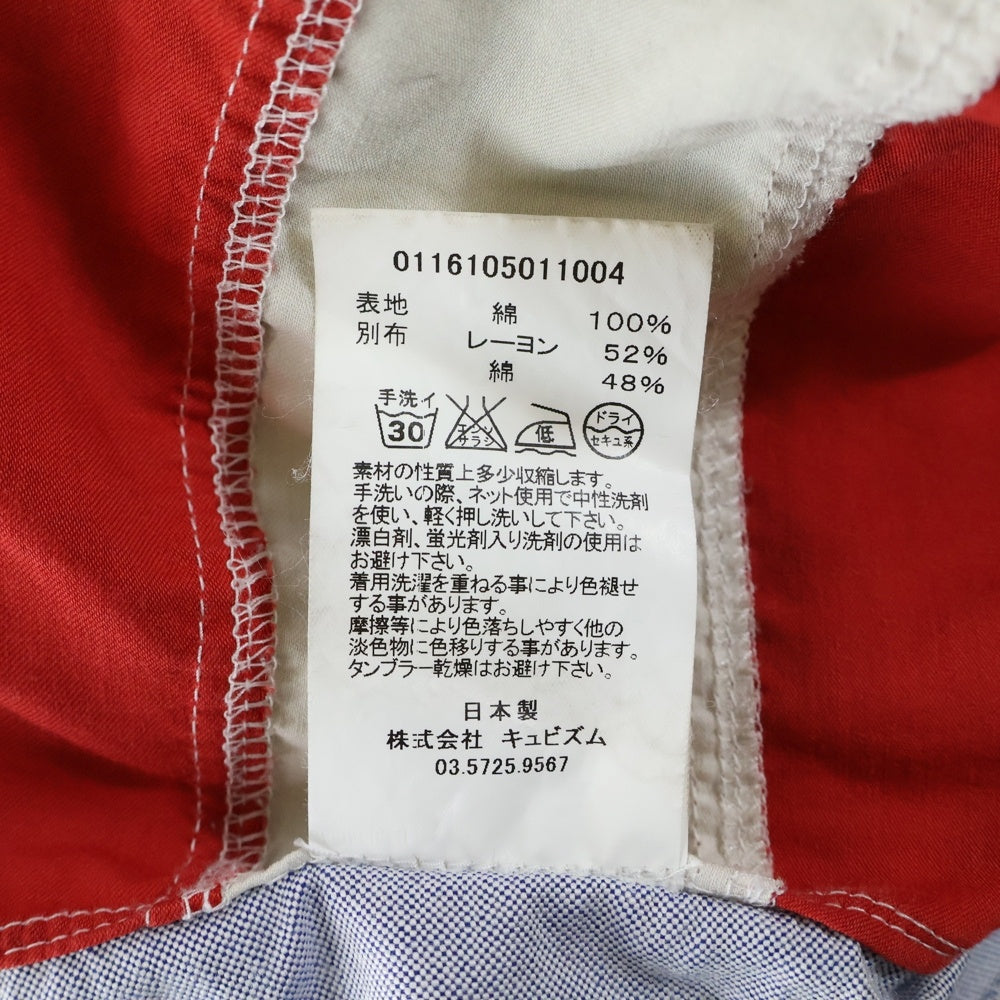 0116105011004
表地 綿 100%
別布 レーヨン 52%
綿 48%
手洗イ
30
エンソ
サラシ
低
ドライ
セキユ系
素材の性質上多少収縮します。
手洗いの際、ネット使用で中性洗剤
を使い、軽く押し洗いして下さい。
漂白剤、蛍光剤入り洗剤の使用は
お避け下さい。
着用洗濯を重ねる事により色褪せ
する事があります。
摩擦等により色落ちしやすく他の
淡色物に色移りする事があります。
タンブラー乾燥はお避け下さい。
日本製
株式会社 キュビズム
03.5725.9567